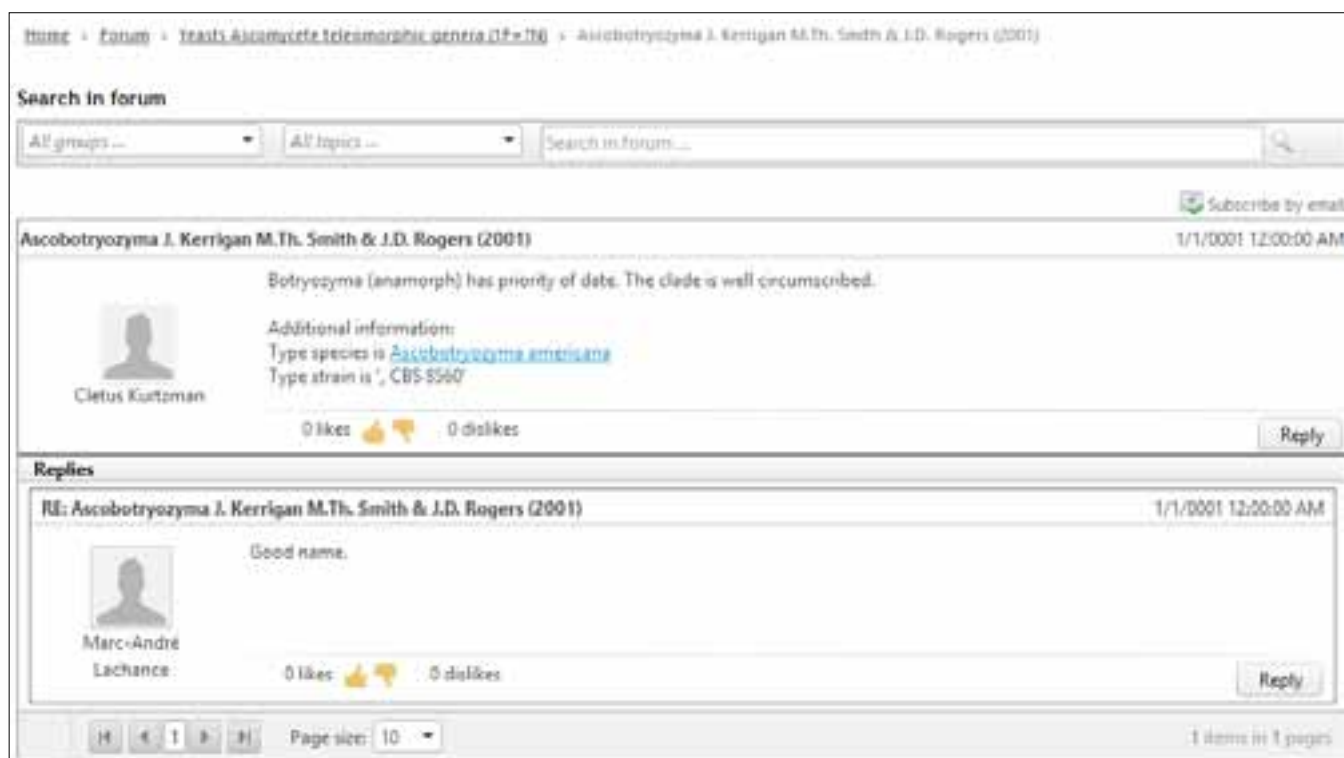 Home › Forum › Yeasts Ascomycete teleomorphic genera › Ascobotryozyma J. Kerrigan M.Th. Smith & J.D. Rogers (2001)
Search in forum
All groups ... All topics ... Search in forum ...
Subscribe by email
Ascobotryozyma J. Kerrigan M.Th. Smith & J.D. Rogers (2001) 1/1/0001 12:00:00 AM
Botryozyma (anamorph) has priority of date. The clade is well circumscribed.
Additional information:
Type species is Ascobotryozyma americana
Type strain is ', CBS 8560'
Cletus Kurtzman
0 likes 0 dislikes Reply
Replies
RE: Ascobotryozyma J. Kerrigan M.Th. Smith & J.D. Rogers (2001) 1/1/0001 12:00:00 AM
Good name.
Marc-André
Lachance
0 likes 0 dislikes Reply
1 Page size: 10 1 items in 1 pages